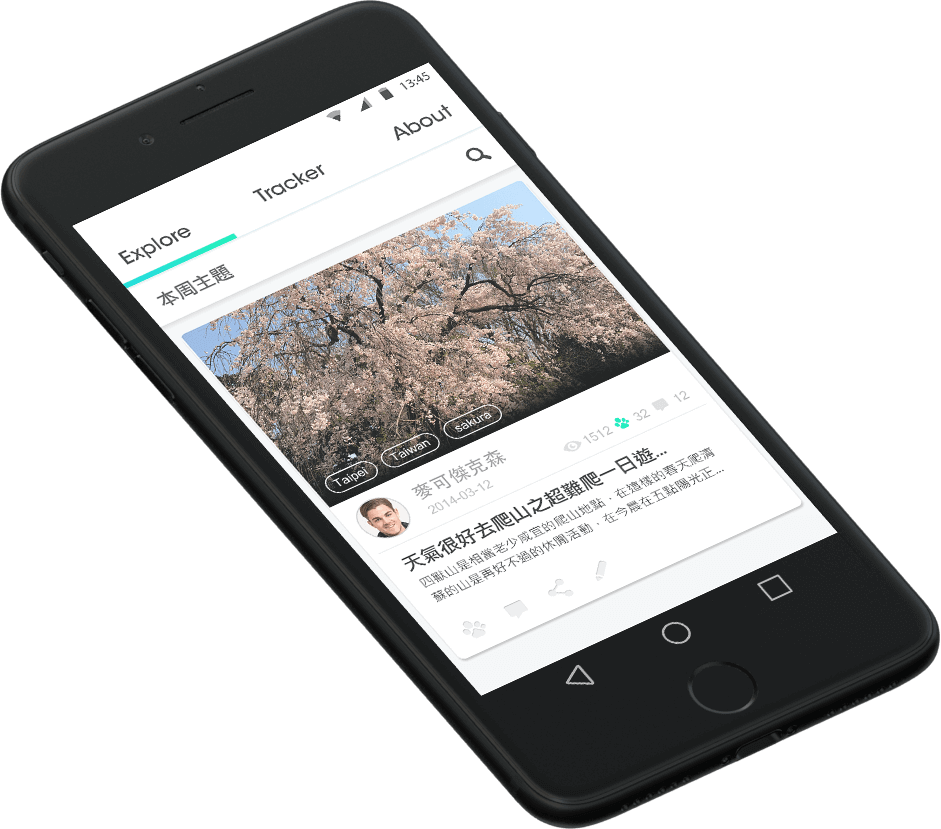 13:45
Explore Tracker About
本周主題
Taipei Taiwan sakura
1512 32 12
麥可傑克森
2014-03-12
天氣很好去爬山之超難爬一日遊...
四獸山是相當老少咸宜的爬山地點，在這樣的春天爬滿
蘇的山是再好不過的休閒活動，在今晨在五點陽光正...